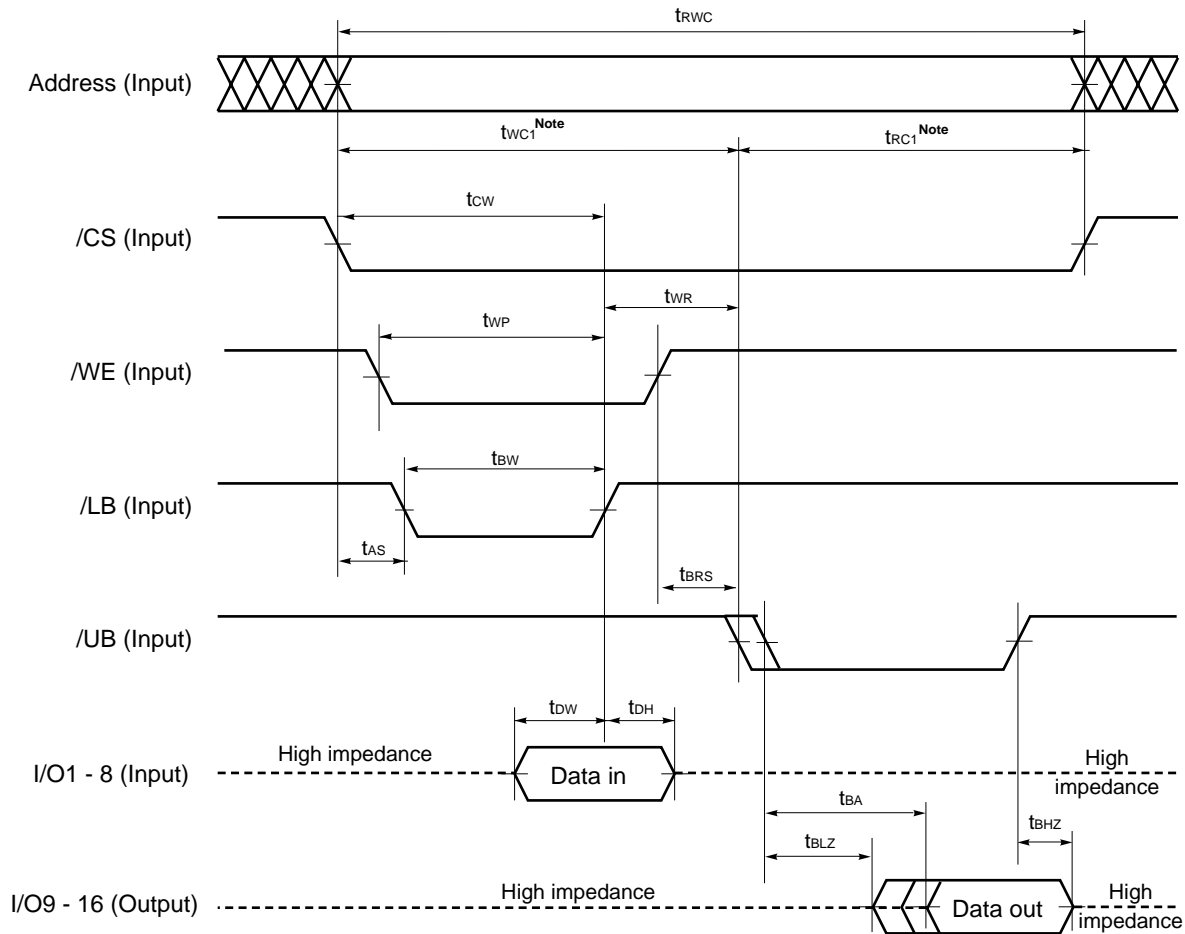 tRWC
Address (Input)
tWC1Note
tRC1Note
tCW
/CS (Input)
tWR
tWP
/WE (Input)
tBW
/LB (Input)
tAS
tBRS
/UB (Input)
tDW
tDH
High impedance
I/O1 - 8 (Input)
Data in
High
impedance
tBA
tBHZ
tBLZ
High impedance
I/O9 - 16 (Output)
Data out
High
impedance